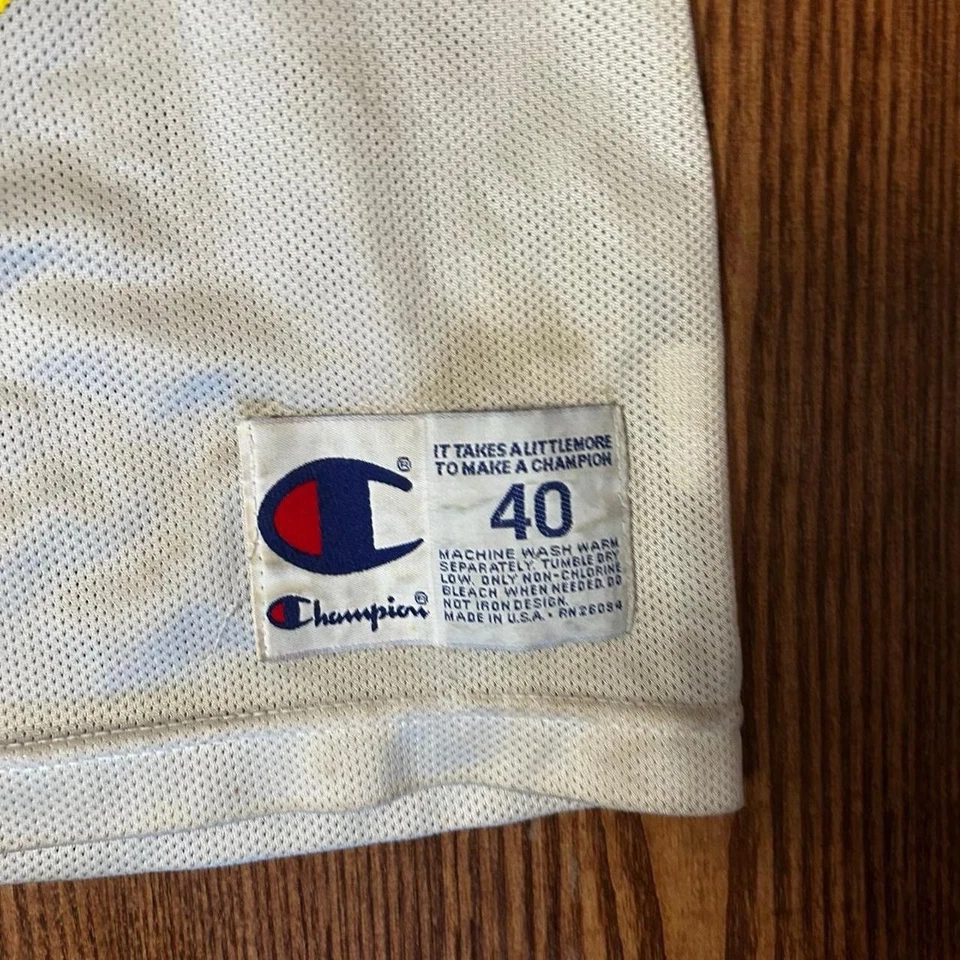 IT TAKES A LITTLE MORE
TO MAKE A CHAMPION
40
MACHINE WASH WARM
SEPARATELY. TUMBLE DRY
LOW. ONLY NON-CHLORINE
BLEACH WHEN NEEDED. DO
NOT IRON DESIGN.
MADE IN U.S.A. • RN26094
®
Champion®